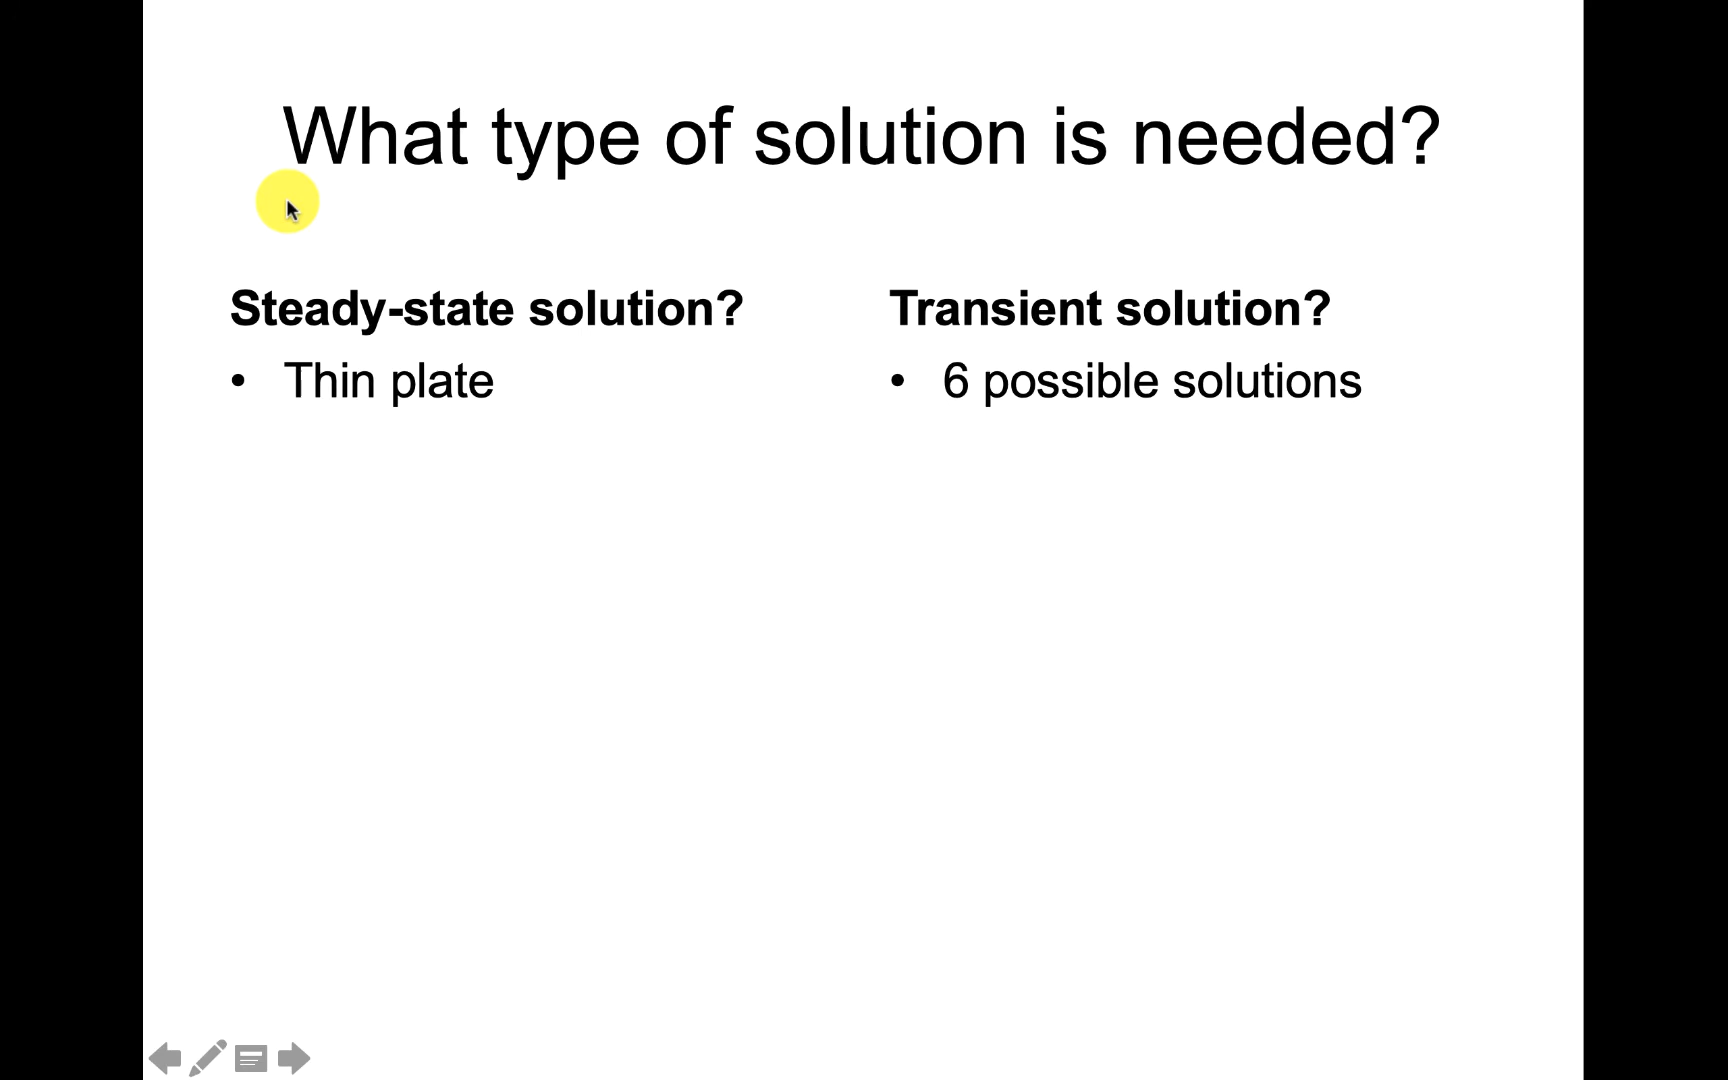 What type of solution is needed?
Steady-state solution?
• Thin plate
Transient solution?
• 6 possible solutions